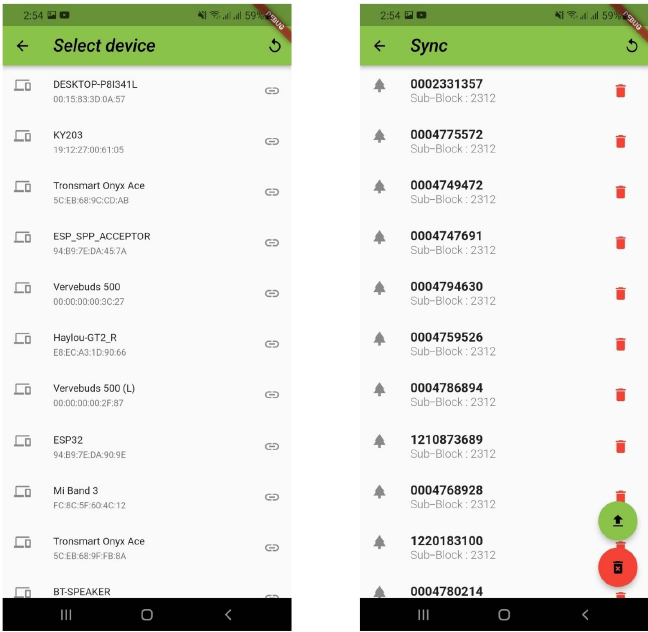 2:54
59%
DEBUG
Select device
DESKTOP-P8I341L
00:15:83:3D:0A:57
KY203
19:12:27:00:61:05
Tronsmart Onyx Ace
5C:EB:68:9C:CD:AB
ESP_SPP_ACCEPTOR
94:B9:7E:DA:45:7A
Vervebuds 500
00:00:00:00:3C:27
Haylou-GT2_R
E8:EC:A3:1D:90:66
Vervebuds 500 (L)
00:00:00:00:2F:87
ESP32
94:B9:7E:DA:90:9E
Mi Band 3
FC:8C:5F:60:4C:12
Tronsmart Onyx Ace
5C:EB:68:9F:FB:8A
BT-SPEAKER
2:54
59%
DEBUG
Sync
0002331357
Sub-Block : 2312
0004775572
Sub-Block : 2312
0004749472
Sub-Block : 2312
0004747691
Sub-Block : 2312
0004794630
Sub-Block : 2312
0004759526
Sub-Block : 2312
0004786894
Sub-Block : 2312
1210873689
Sub-Block : 2312
0004768928
Sub-Block : 2312
1220183100
Sub-Block : 2312
0004780214